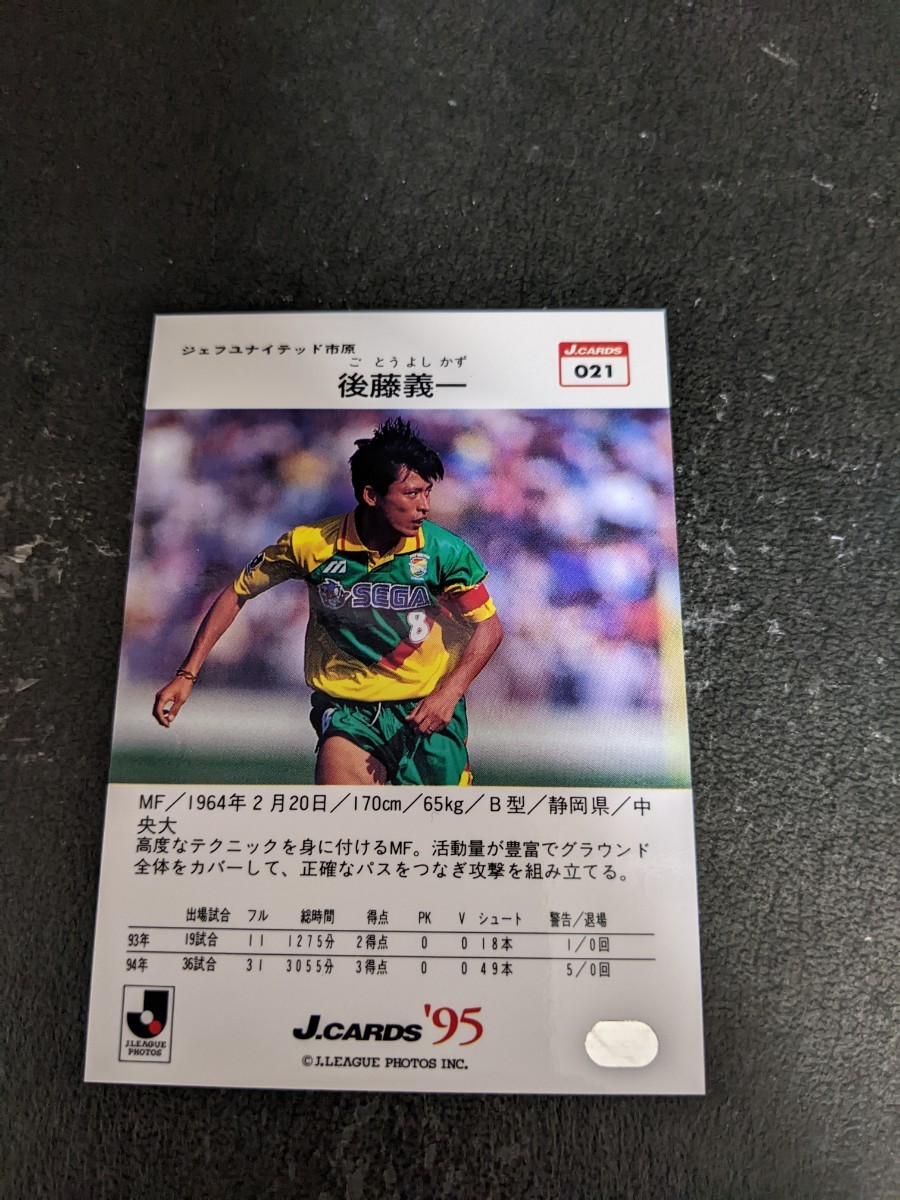 ジェフユナイテッド市原
ご とう よし かず
後藤義一
J.CARDS
021
SEGA
8
MF／1964年2月20日／170cm／65kg／B型／静岡県／中
央大
高度なテクニックを身に付けるMF。活動量が豊富でグラウンド
全体をカバーして、正確なパスをつなぎ攻撃を組み立てる。
出場試合 フル 総時間 得点 PK V シュート 警告／退場
93年 19試合 11 1275分 2得点 0 0 18本 1／0回
94年 36試合 31 3055分 3得点 0 0 49本 5／0回
J.LEAGUE
PHOTOS
J.CARDS '95
©J.LEAGUE PHOTOS INC.